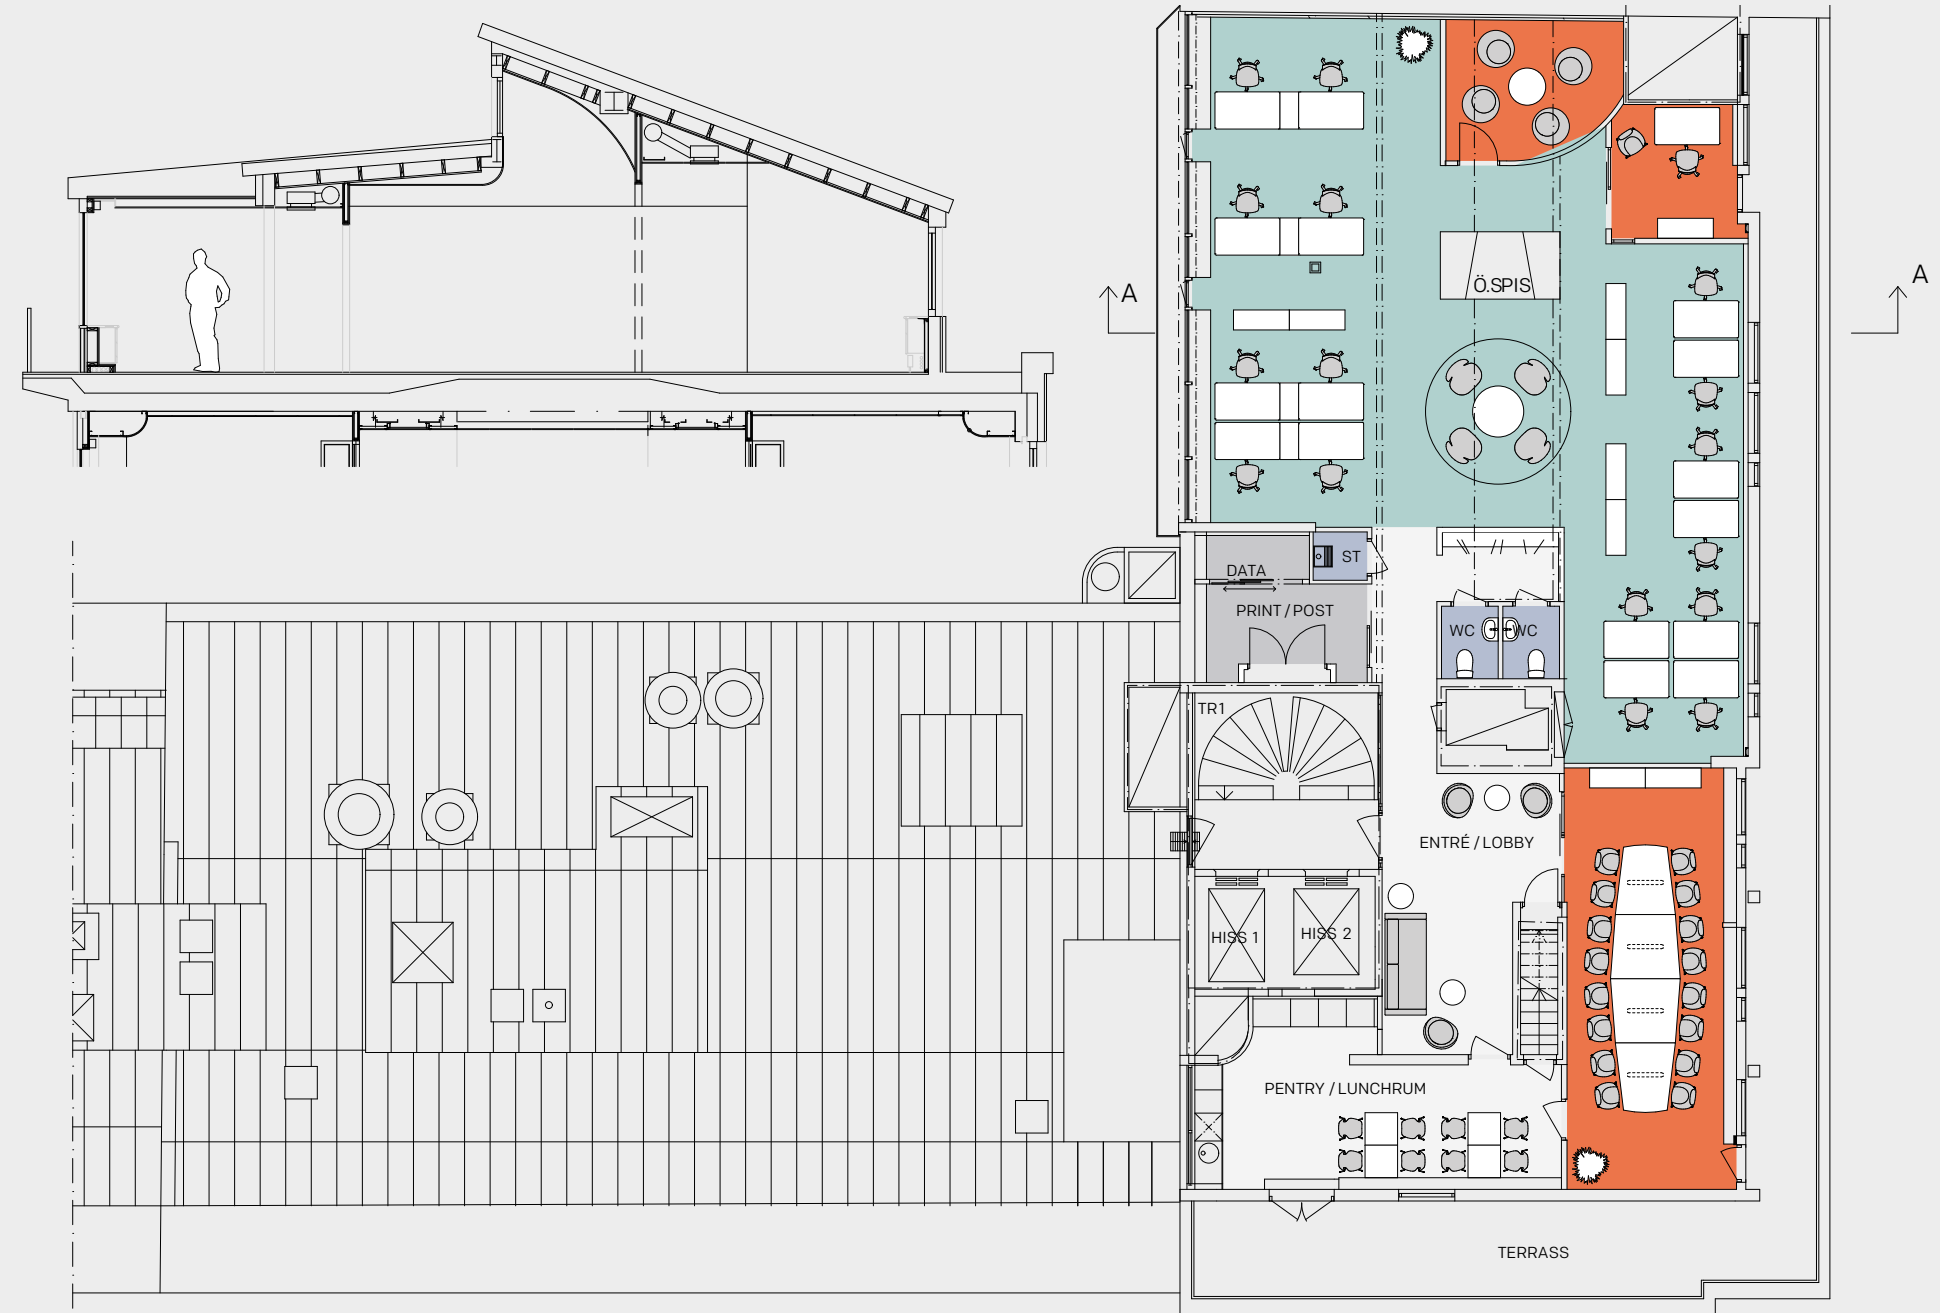 A
A
Ö.SPIS
DATA
ST
PRINT / POST
WC
WC
TR1
ENTRÉ / LOBBY
HISS 1
HISS 2
PENTRY / LUNCHRUM
TERRASS